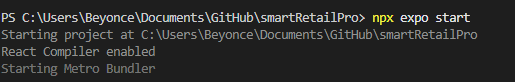 PS C:\Users\Beyonce\Documents\GitHub\smartRetailPro> npx expo start
Starting project at C:\Users\Beyonce\Documents\GitHub\smartRetailPro
React Compiler enabled
Starting Metro Bundler